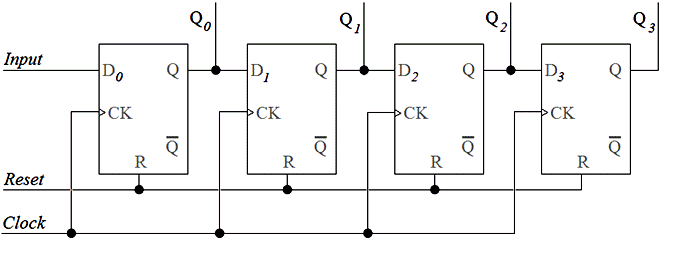 Q0 Q1 Q2 Q3
Input D0 Q D1 Q D2 Q D3 Q
CK CK CK CK
Q̅ Q̅ Q̅ Q̅
R R R R
Reset
Clock